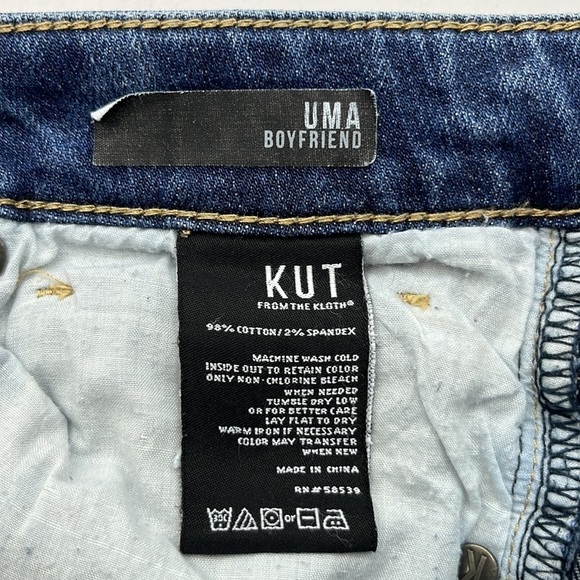 UMA
BOYFRIEND
KUT
FROM THE KLOTH®
98% COTTON/2% SPANDEX
MACHINE WASH COLD
INSIDE OUT TO RETAIN COLOR
ONLY NON-CHLORINE BLEACH
WHEN NEEDED
TUMBLE DRY LOW
OR FOR BETTER CARE
LAY FLAT TO DRY
WARM IRON IF NECESSARY
COLOR MAY TRANSFER
WHEN NEW
MADE IN CHINA
RN#58539
or